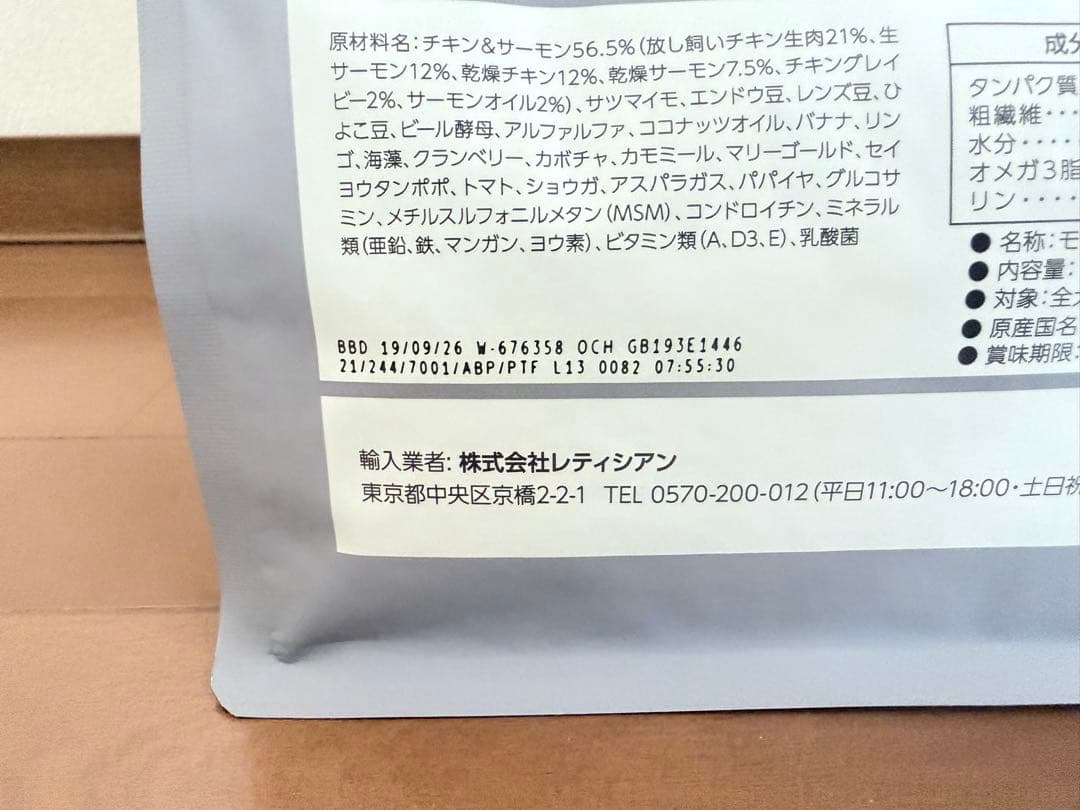 原材料名：チキン&サーモン56.5%（放し飼いチキン生肉21%、生
サーモン12%、乾燥チキン12%、乾燥サーモン7.5%、チキングレイ
ビー2%、サーモンオイル2%）、サツマイモ、エンドウ豆、レンズ豆、ひ
よこ豆、ビール酵母、アルファルファ、ココナッツオイル、バナナ、リン
ゴ、海藻、クランベリー、カボチャ、カモミール、マリーゴールド、セイ
ヨウタンポポ、トマト、ショウガ、アスパラガス、パパイヤ、グルコサ
ミン、メチルスルフォニルメタン（MSM）、コンドロイチン、ミネラル
類（亜鉛、鉄、マンガン、ヨウ素）、ビタミン類（A、D3、E）、乳酸菌
BBD 19/09/26 W-676358 OCH GB193E1446
21/244/7001/ABP/PTF L13 0082 07:55:30
成分
タンパク質
粗繊維・・・
水分・・・・
オメガ3脂
リン・・・・
● 名称：モ
● 内容量：
● 対象：全犬
● 原産国名
● 賞味期限：
輸入業者: 株式会社レティシアン
東京都中央区京橋2-2-1 TEL 0570-200-012（平日11:00〜18:00・土日祝